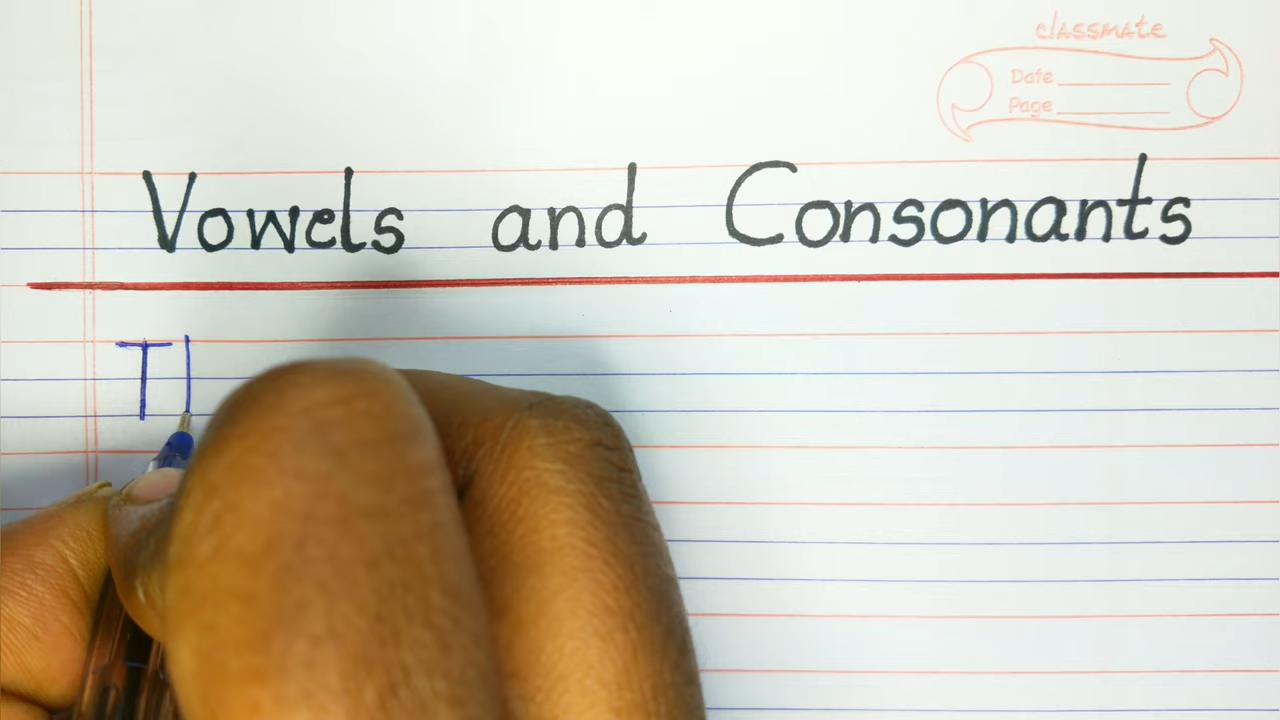 classmate
Date
Page
Vowels and Consonants